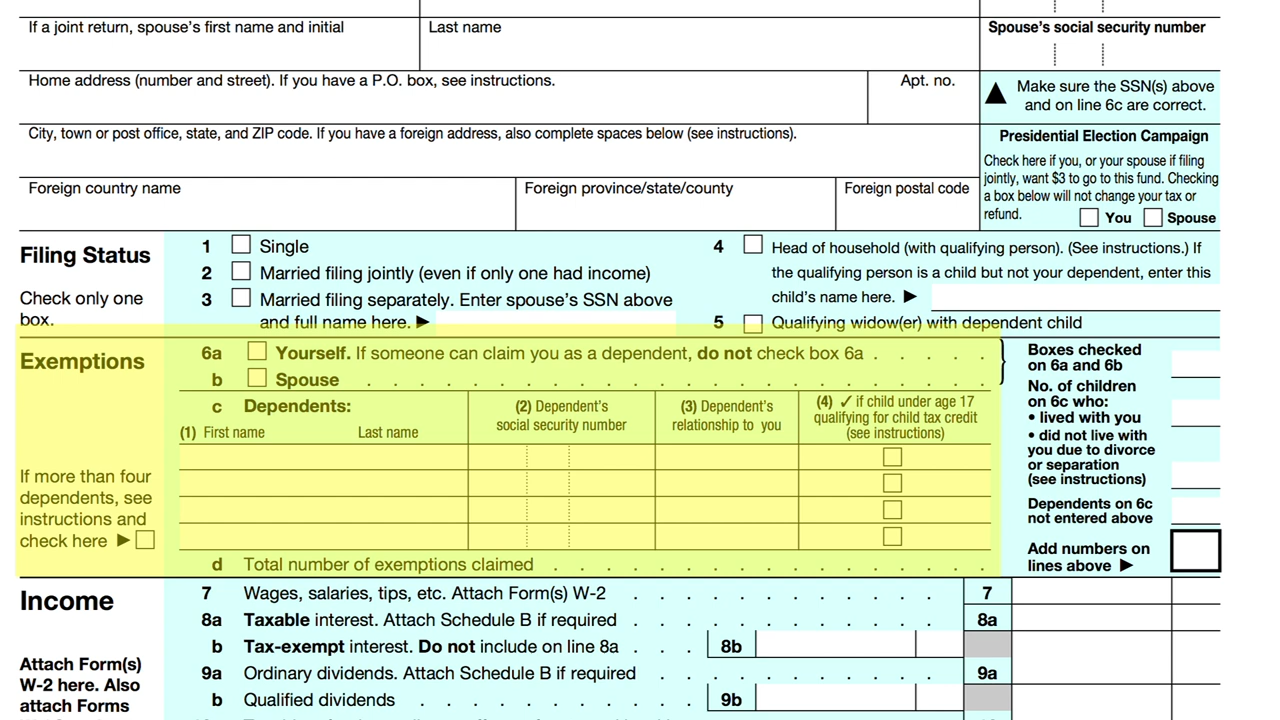 If a joint return, spouse's first name and initial
Last name
Spouse's social security number
Home address (number and street). If you have a P.O. box, see instructions.
Apt. no.
▲ Make sure the SSN(s) above
and on line 6c are correct.
City, town or post office, state, and ZIP code. If you have a foreign address, also complete spaces below (see instructions).
Presidential Election Campaign
Check here if you, or your spouse if filing
jointly, want $3 to go to this fund. Checking
a box below will not change your tax or
refund. You Spouse
Foreign country name
Foreign province/state/county
Foreign postal code
Filing Status
Check only one
box.
1 Single
2 Married filing jointly (even if only one had income)
3 Married filing separately. Enter spouse's SSN above
and full name here. ▶
4 Head of household (with qualifying person). (See instructions.) If
the qualifying person is a child but not your dependent, enter this
child's name here. ▶
5 Qualifying widow(er) with dependent child
Exemptions
6a Yourself. If someone can claim you as a dependent, do not check box 6a . . . . .
b Spouse . . . . . . . . . . . . . . . . . . . . . . . .
c Dependents:
(1) First name Last name
(2) Dependent's
social security number
(3) Dependent's
relationship to you
(4) ✓ if child under age 17
qualifying for child tax credit
(see instructions)
If more than four
dependents, see
instructions and
check here ▶
d Total number of exemptions claimed . . . . . . . . . . . . . . . .
Boxes checked
on 6a and 6b
No. of children
on 6c who:
• lived with you
• did not live with
you due to divorce
or separation
(see instructions)
Dependents on 6c
not entered above
Add numbers on
lines above ▶
Income
Attach Form(s)
W-2 here. Also
attach Forms
7 Wages, salaries, tips, etc. Attach Form(s) W-2 . . . . . . . . . . . . 7
8a Taxable interest. Attach Schedule B if required . . . . . . . . . . . . 8a
b Tax-exempt interest. Do not include on line 8a . . . 8b
9a Ordinary dividends. Attach Schedule B if required . . . . . . . . . . . 9a
b Qualified dividends . . . . . . . . . . . 9b